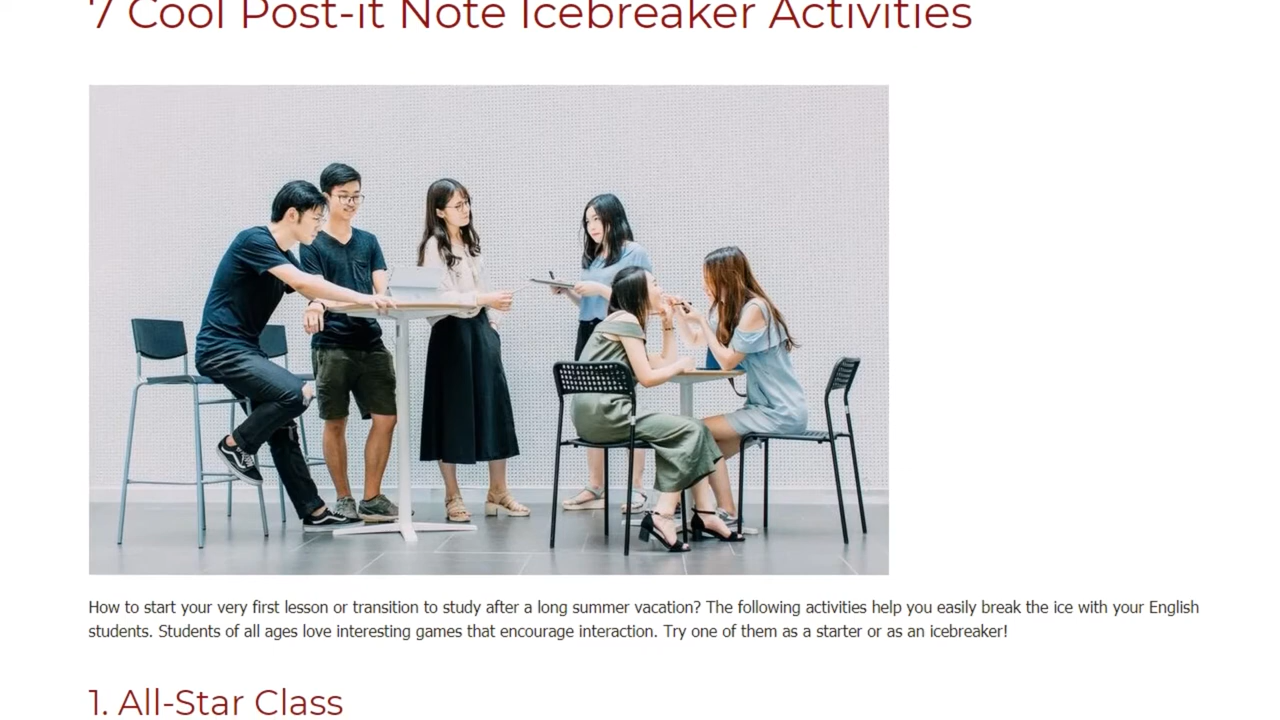 7 Cool Post-it Note Icebreaker Activities
How to start your very first lesson or transition to study after a long summer vacation? The following activities help you easily break the ice with your English
students. Students of all ages love interesting games that encourage interaction. Try one of them as a starter or as an icebreaker!
1. All-Star Class